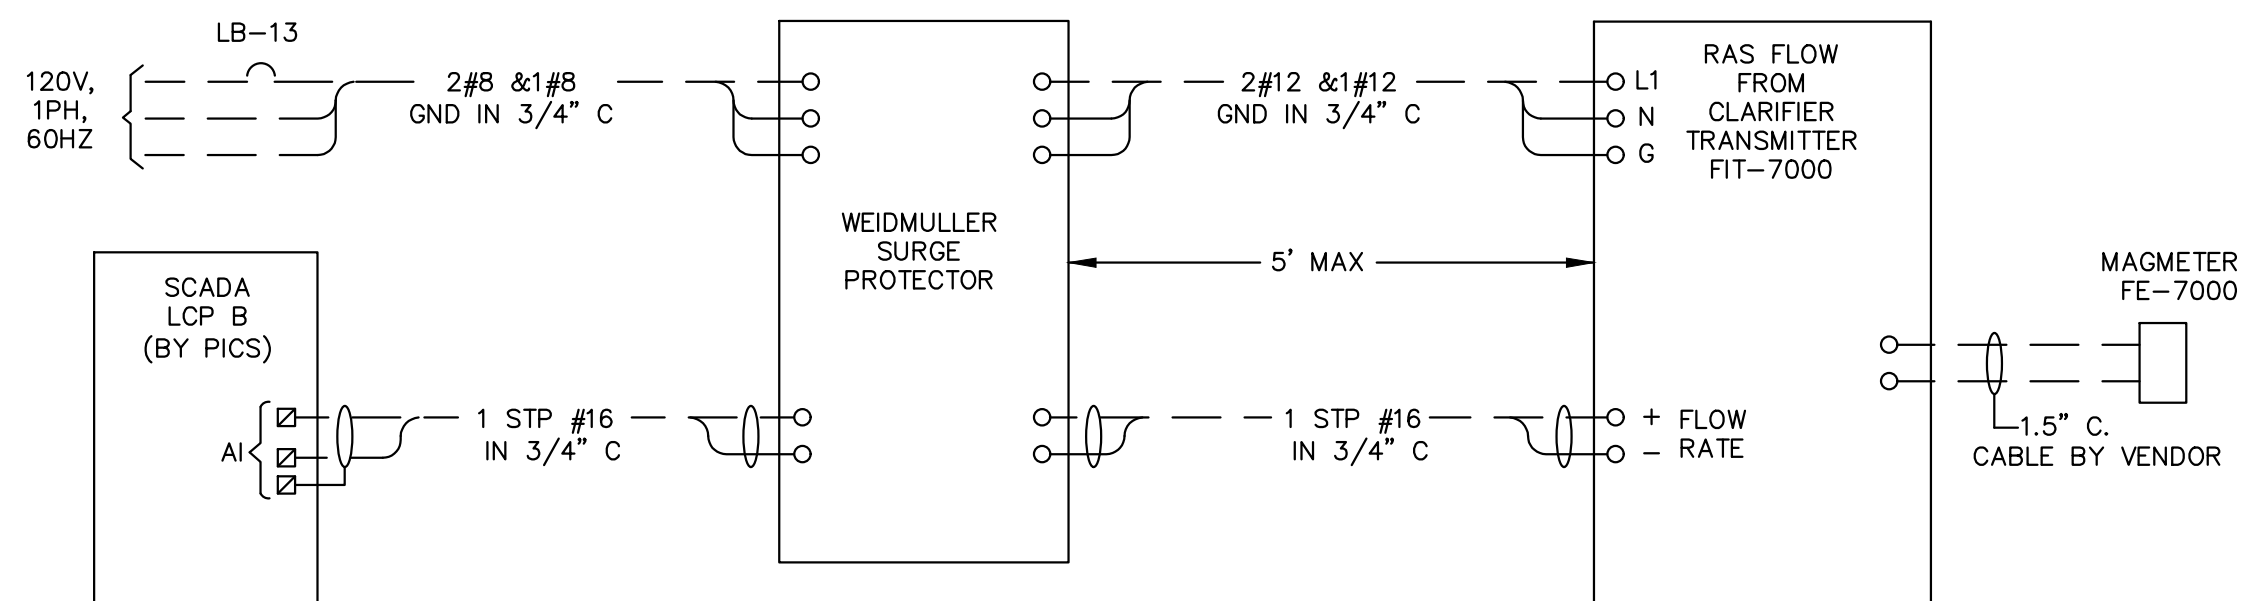 LB-13
120V,
1PH,
60HZ
2#8 &1#8
GND IN 3/4" C
2#12 &1#12
GND IN 3/4" C
L1
N
G
RAS FLOW
FROM
CLARIFIER
TRANSMITTER
FIT-7000
WEIDMULLER
SURGE
PROTECTOR
5' MAX
MAGMETER
FE-7000
SCADA
LCP B
(BY PICS)
AI
1 STP #16
IN 3/4" C
1 STP #16
IN 3/4" C
+ FLOW
- RATE
1.5" C.
CABLE BY VENDOR